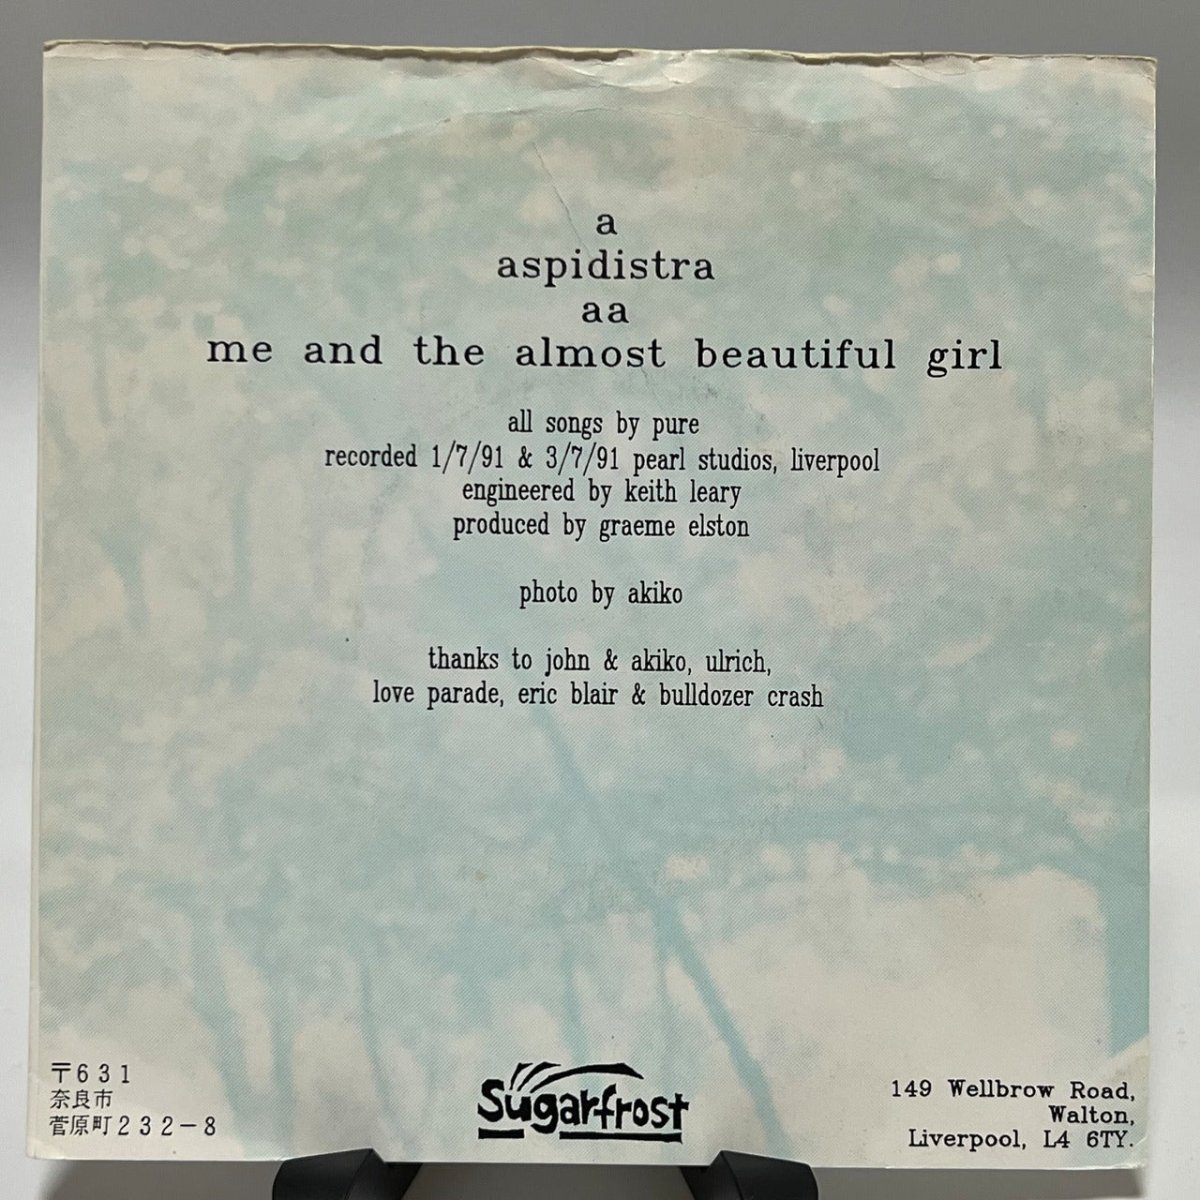 a
aspidistra
aa
me and the almost beautiful girl
all songs by pure
recorded 1/7/91 & 3/7/91 pearl studios, liverpool
engineered by keith leary
produced by graeme elston
photo by akiko
thanks to john & akiko, ulrich,
love parade, eric blair & bulldozer crash
〒631
奈良市
菅原町232-8
Sugarfrost
149 Wellbrow Road,
Walton,
Liverpool, L4 6TY.